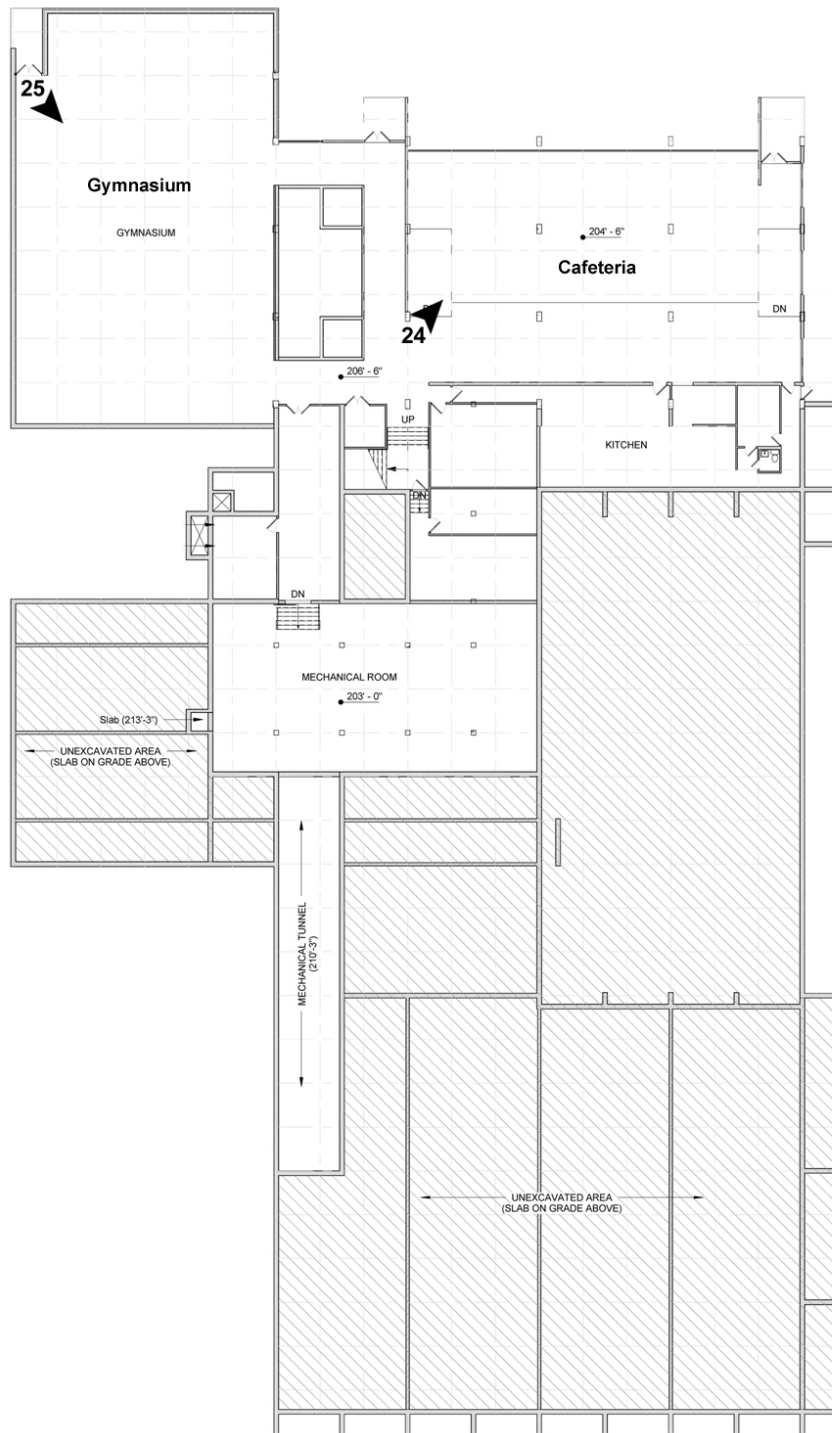 25
Gymnasium
GYMNASIUM
204' - 6"
Cafeteria
DN
24
206' - 6"
UP
KITCHEN
DN
DN
MECHANICAL ROOM
203' - 0"
Slab (213'-3")
UNEXCAVATED AREA
(SLAB ON GRADE ABOVE)
MECHANICAL TUNNEL
(210'-3")
UNEXCAVATED AREA
(SLAB ON GRADE ABOVE)